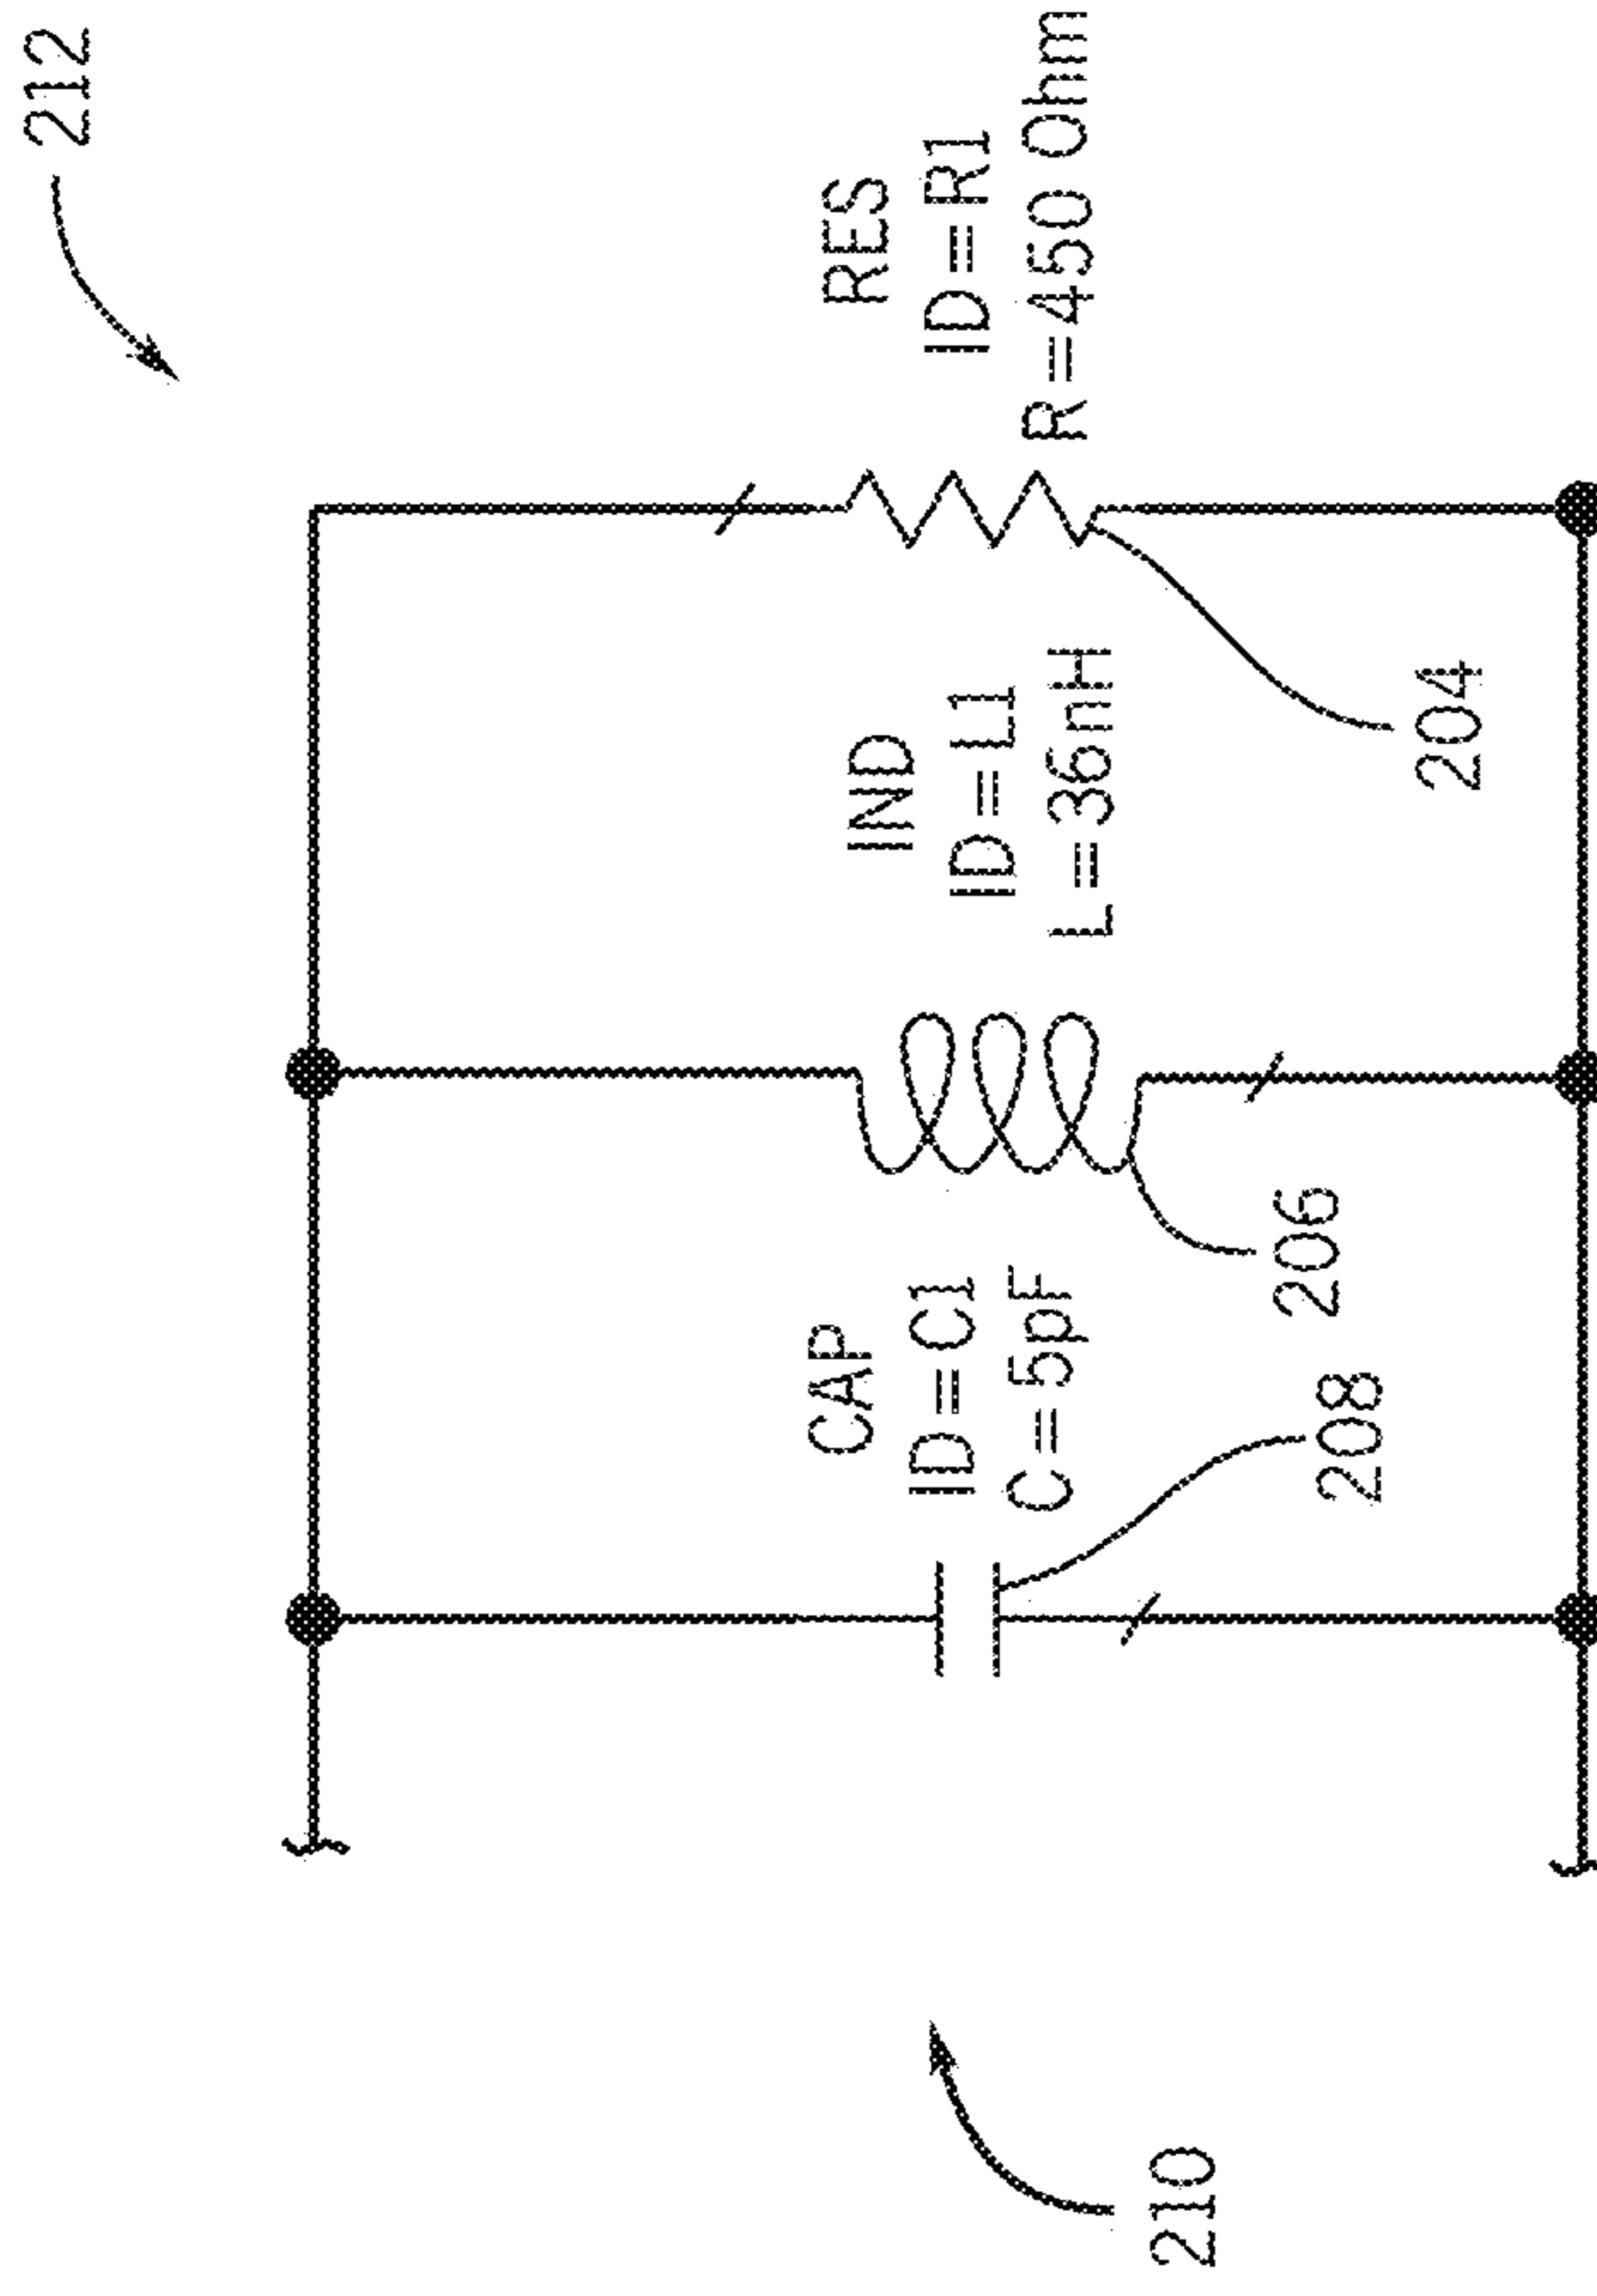 212
RES
ID=R1
R=450 Ohm
204
IND
ID=L1
L=36nH
206
CAP
ID=C1
C=5pF
208
210